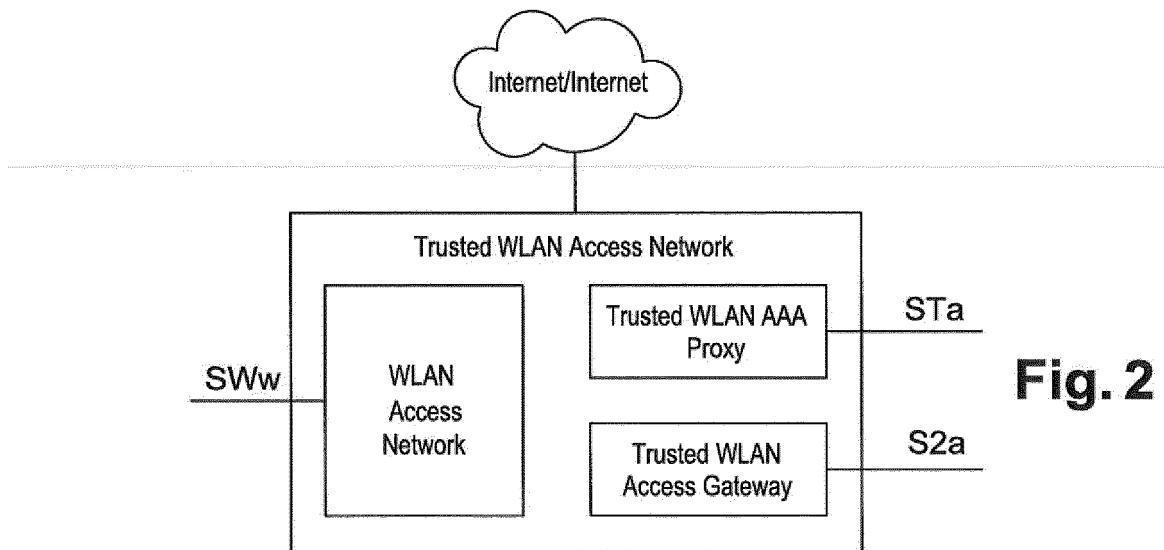 Internet/Internet
Trusted WLAN Access Network
Trusted WLAN AAA
Proxy
STa
SWw
WLAN
Access
Network
Fig. 2
Trusted WLAN
Access Gateway
S2a